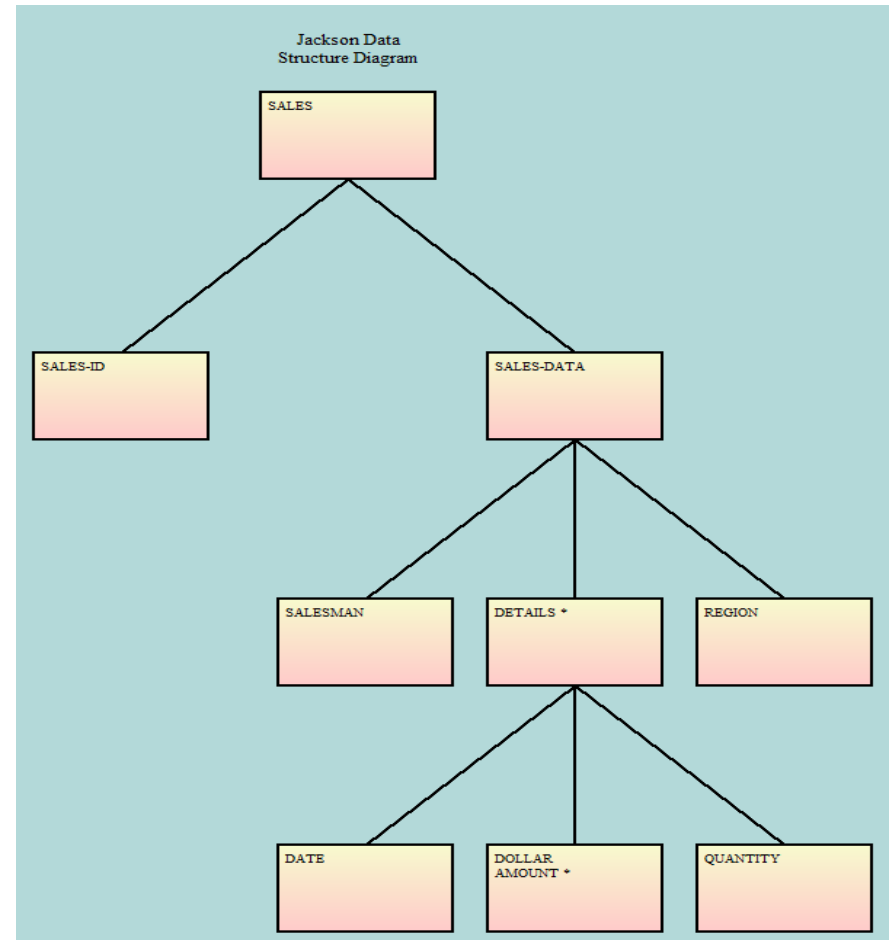 Jackson Data
Structure Diagram
SALES
SALES-ID
SALES-DATA
SALESMAN
DETAILS *
REGION
DATE
DOLLAR
AMOUNT *
QUANTITY